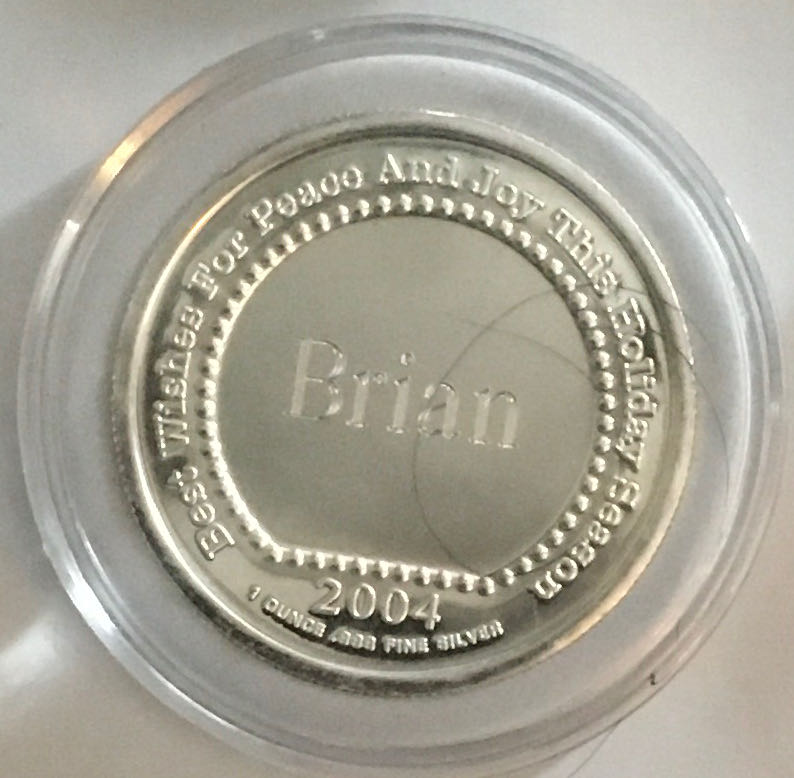 Best Wishes For Peace And Joy This Holiday Season
Brian
2004
1 OUNCE .999 FINE SILVER